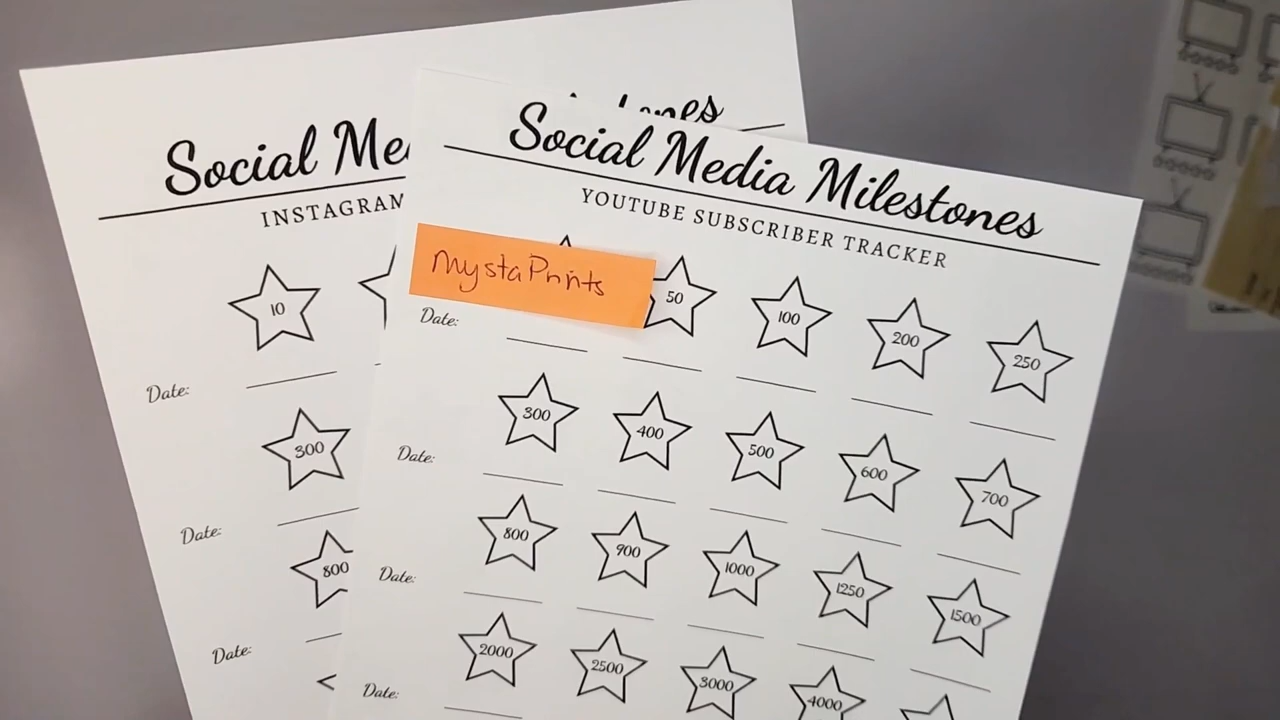 Social Media Milestones
YOUTUBE SUBSCRIBER TRACKER
MystaPrints
50 100 200 250
Date:
300 400 500 600 700
Date:
800 900 1000 1250 1500
Date:
2000 2500 3000 4000
Date:
Social Me
INSTAGRAM
10
Date:
300
Date:
800
Date: